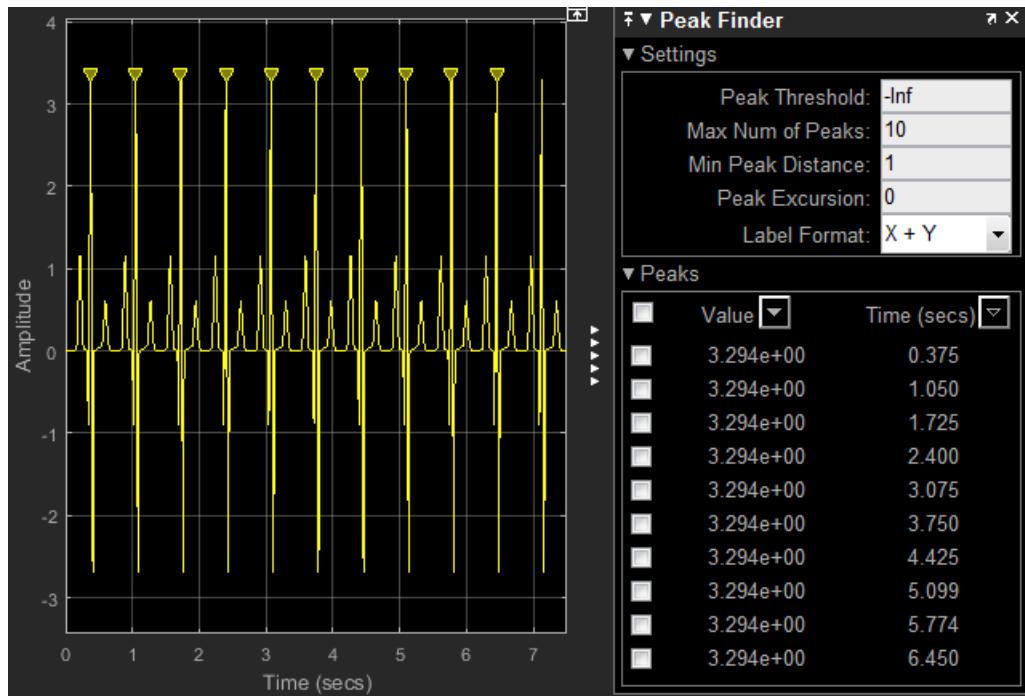 4
3
2
1
0
-1
-2
-3
Amplitude
0 1 2 3 4 5 6 7
Time (secs)
Peak Finder
Settings
Peak Threshold: -Inf
Max Num of Peaks: 10
Min Peak Distance: 1
Peak Excursion: 0
Label Format: X + Y
Peaks
Value Time (secs)
3.294e+00 0.375
3.294e+00 1.050
3.294e+00 1.725
3.294e+00 2.400
3.294e+00 3.075
3.294e+00 3.750
3.294e+00 4.425
3.294e+00 5.099
3.294e+00 5.774
3.294e+00 6.450